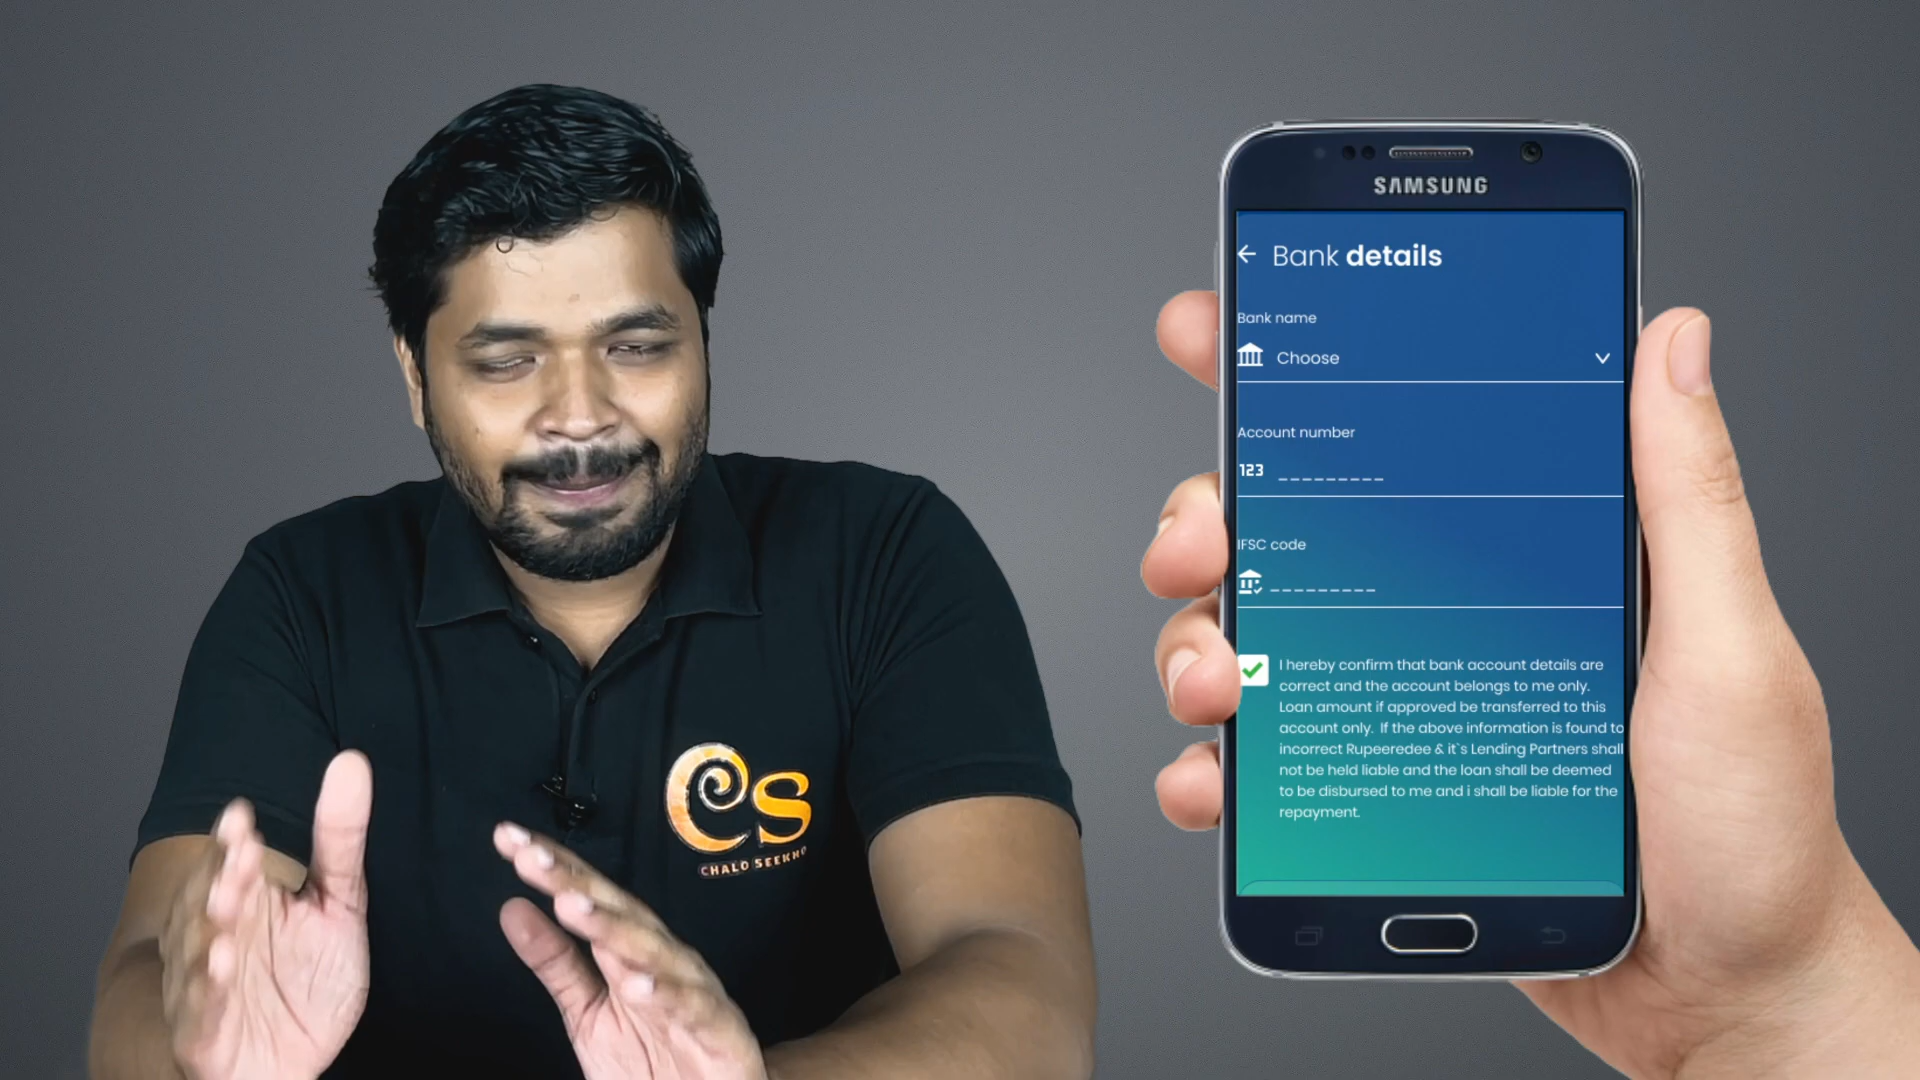 SAMSUNG
Bank details
Bank name
Choose
Account number
123 _________
IFSC code
_________
I hereby confirm that bank account details are
correct and the account belongs to me only.
Loan amount if approved be transferred to this
account only. If the above information is found to
incorrect Rupeeredee & it`s Lending Partners shall
not be held liable and the loan shall be deemed
to be disbursed to me and i shall be liable for the
repayment.
CS
CHALO SEEKHO